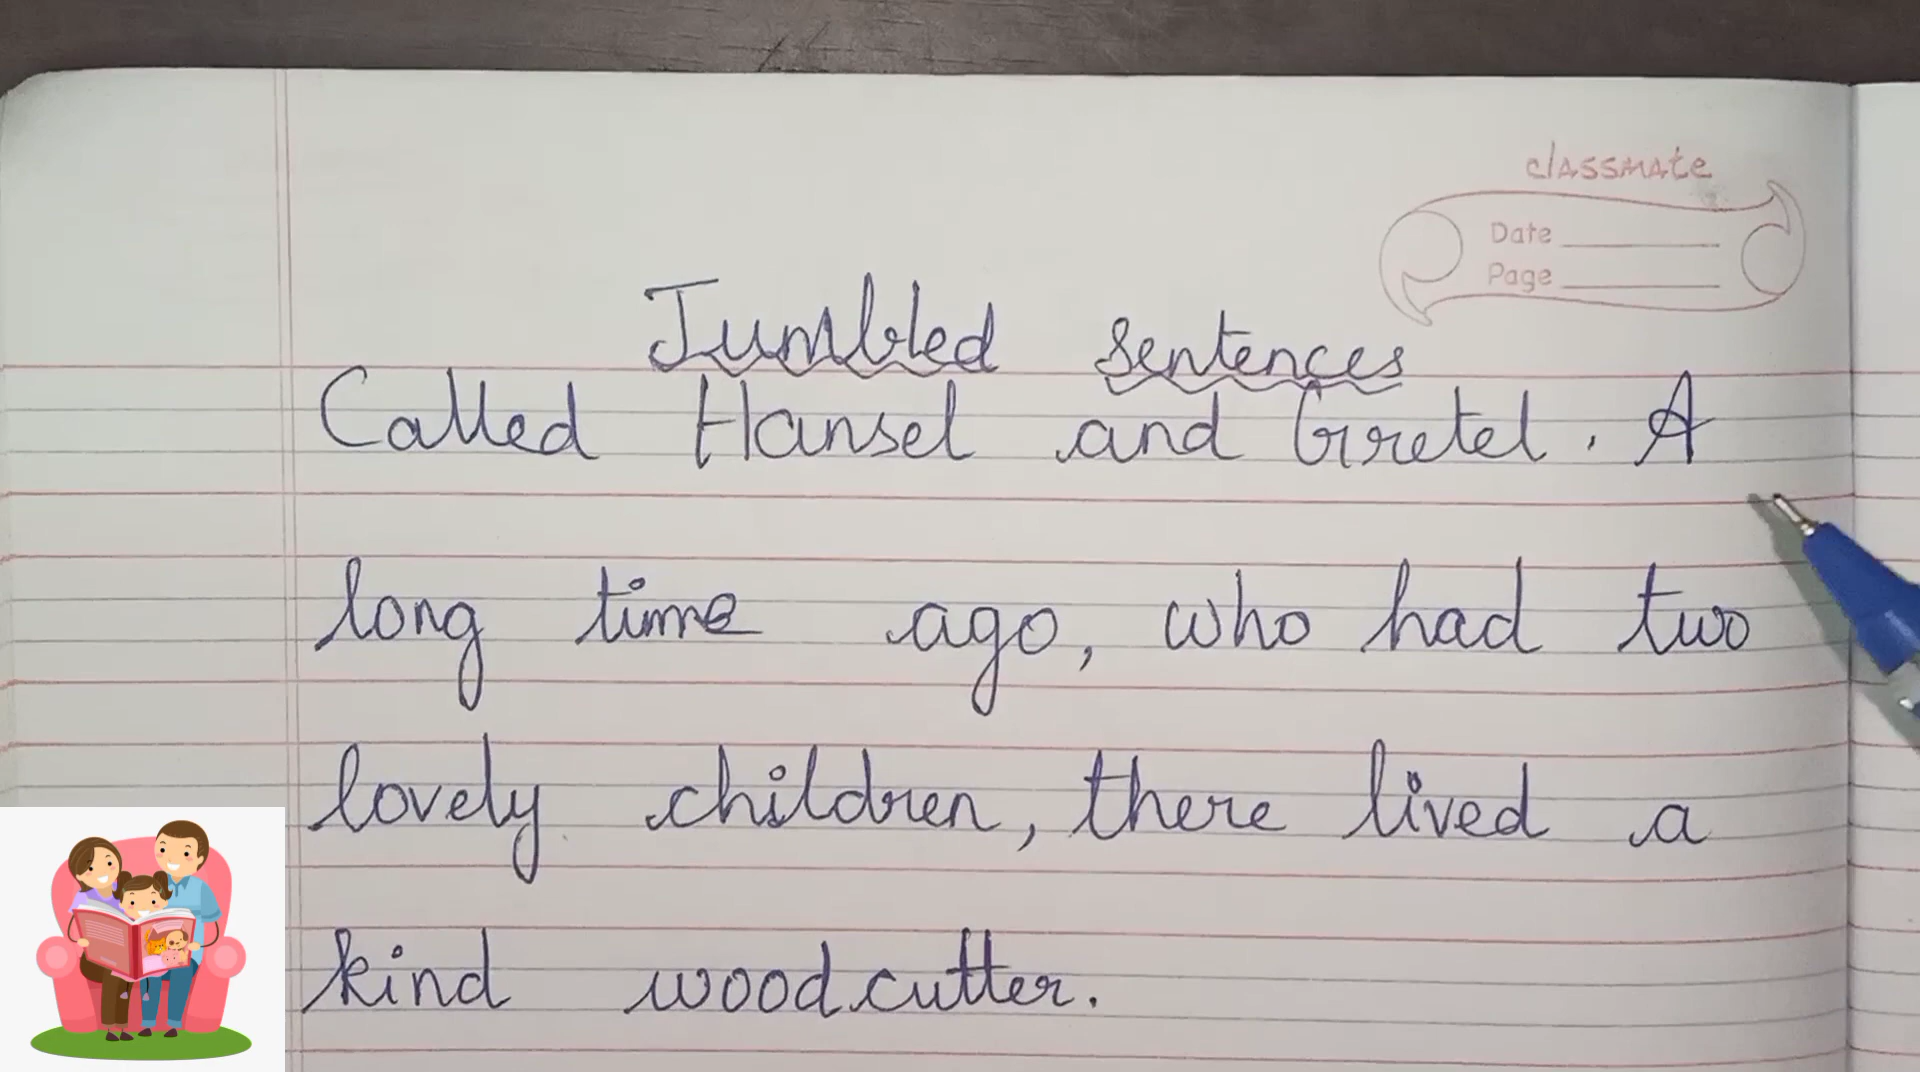 classmate
Date
Page
Jumbled sentences
Called Hansel and Gretel. A
long time ago, who had two
lovely children, there lived a
kind woodcutter.